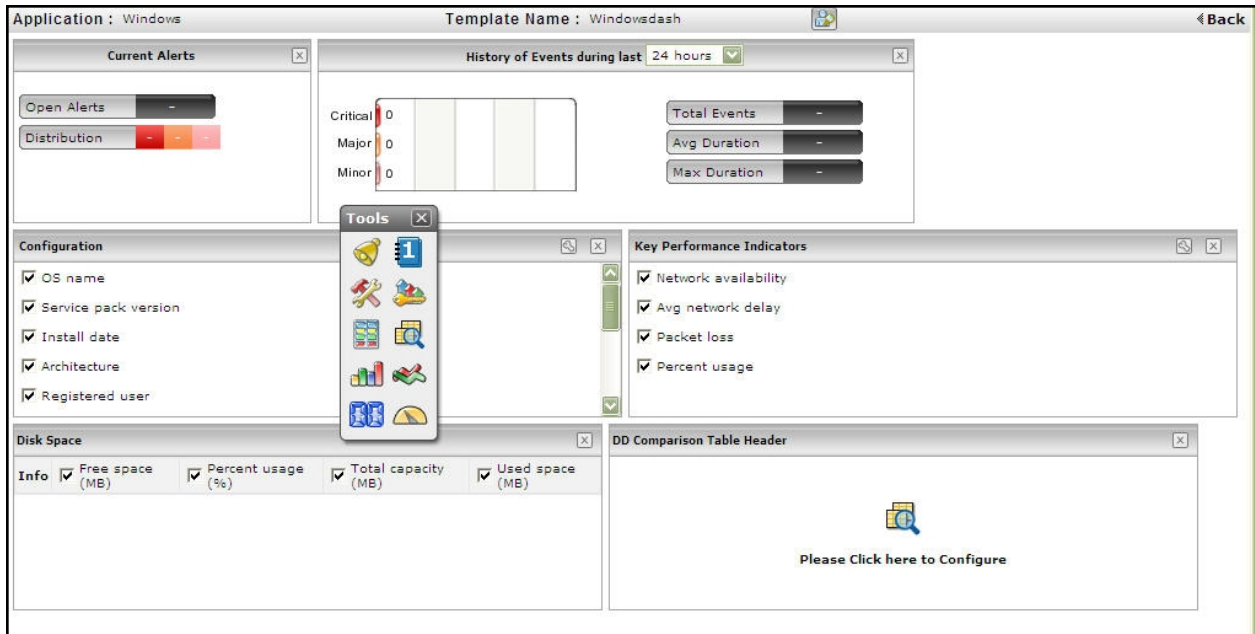 Application : Windows
Template Name : Windowsdash
Back
Current Alerts
Open Alerts -
Distribution - - -
History of Events during last 24 hours
Critical 0
Major 0
Minor 0
Total Events -
Avg Duration -
Max Duration -
Tools
1
Configuration
OS name
Service pack version
Install date
Architecture
Registered user
Key Performance Indicators
Network availability
Avg network delay
Packet loss
Percent usage
Disk Space
Info
Free space
(MB)
Percent usage
(%)
Total capacity
(MB)
Used space
(MB)
DD Comparison Table Header
Please Click here to Configure